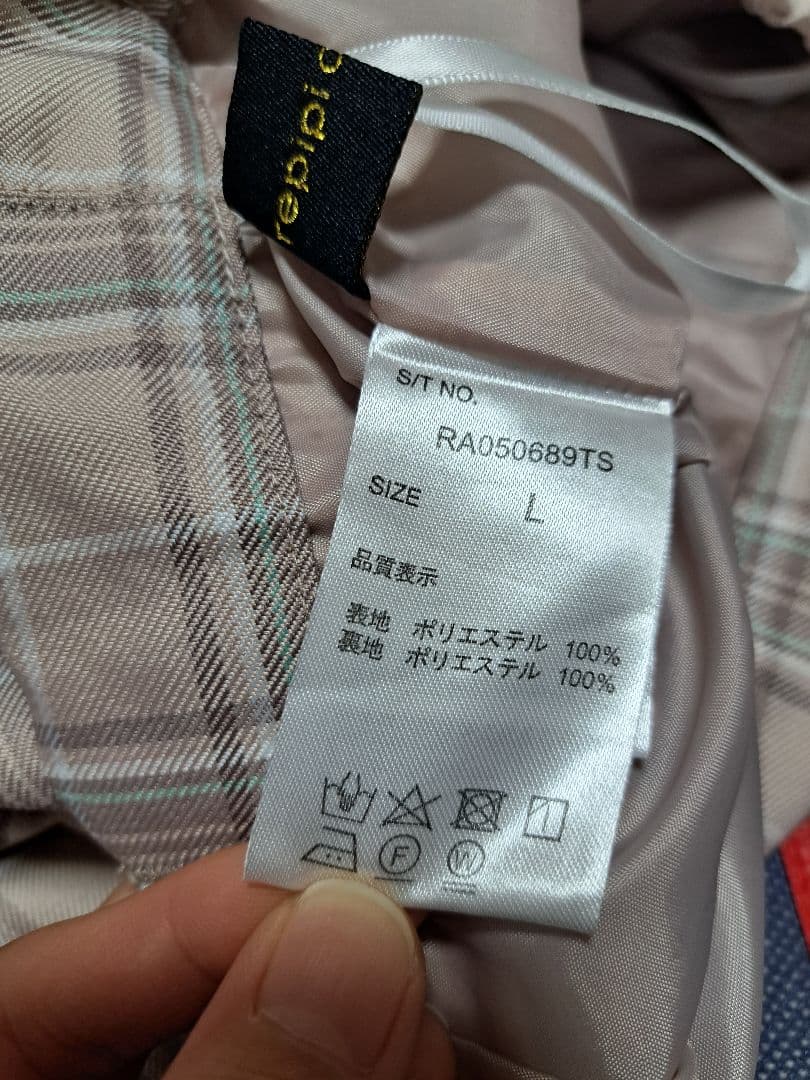 repipi a
S/T NO.
RA050689TS
SIZE L
品質表示
表地 ポリエステル 100%
裏地 ポリエステル 100%
F W